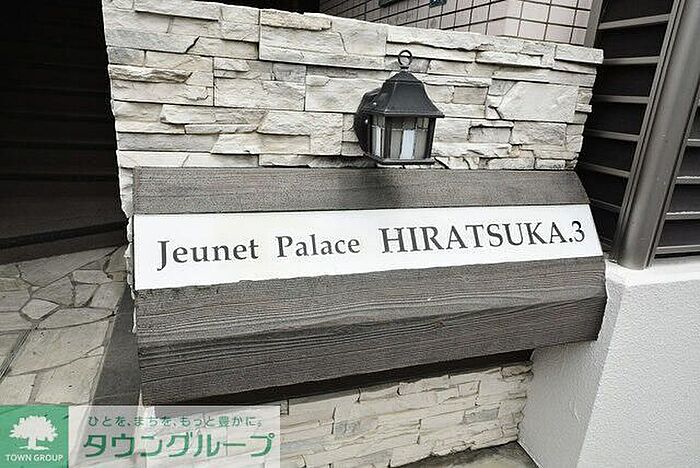 Jeunet Palace HIRATSUKA.3
ひとを、まちを、もっと豊かに。
タウングループ
TOWN GROUP